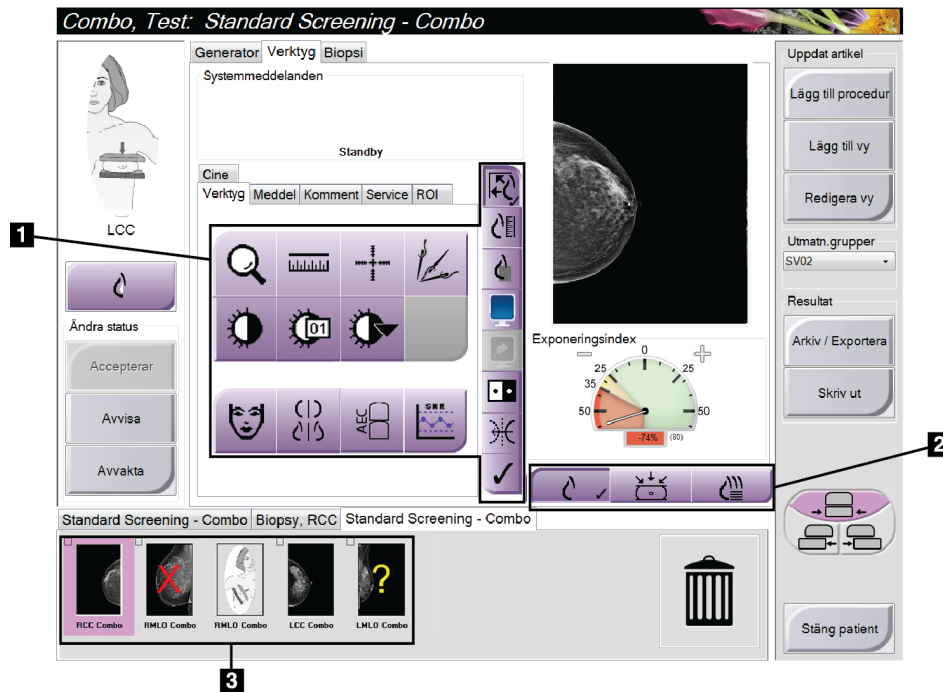 Combo, Test: Standard Screening - Combo
LCC
Ändra status
Accepterar
Avvisa
Avvakta
Generator Verktyg Biopsi
Systemmeddelanden
Standby
Cine
Verktyg Meddel Komment Service ROI
01
AEC
SNR
Exponeringsindex
0
25 25
35
50 50
-74% (80)
Uppdat artikel
Lägg till procedur
Lägg till vy
Redigera vy
Utmatn.grupper
SV02
Resultat
Arkiv / Exportera
Skriv ut
Stäng patient
Standard Screening - Combo Biopsy, RCC Standard Screening - Combo
X ?
RCC Combo RMLO Combo RMLO Combo LCC Combo LMLO Combo
1
2
3